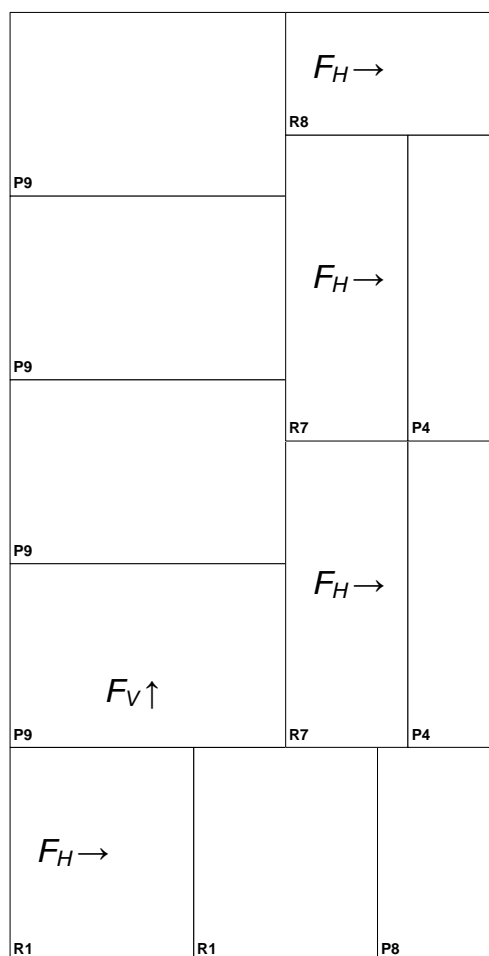 F_H→
R8
P9
F_H→
P9
R7 P4
F_H→
P9
F_V↑
P9 R7 P4
F_H→
R1 R1 P8